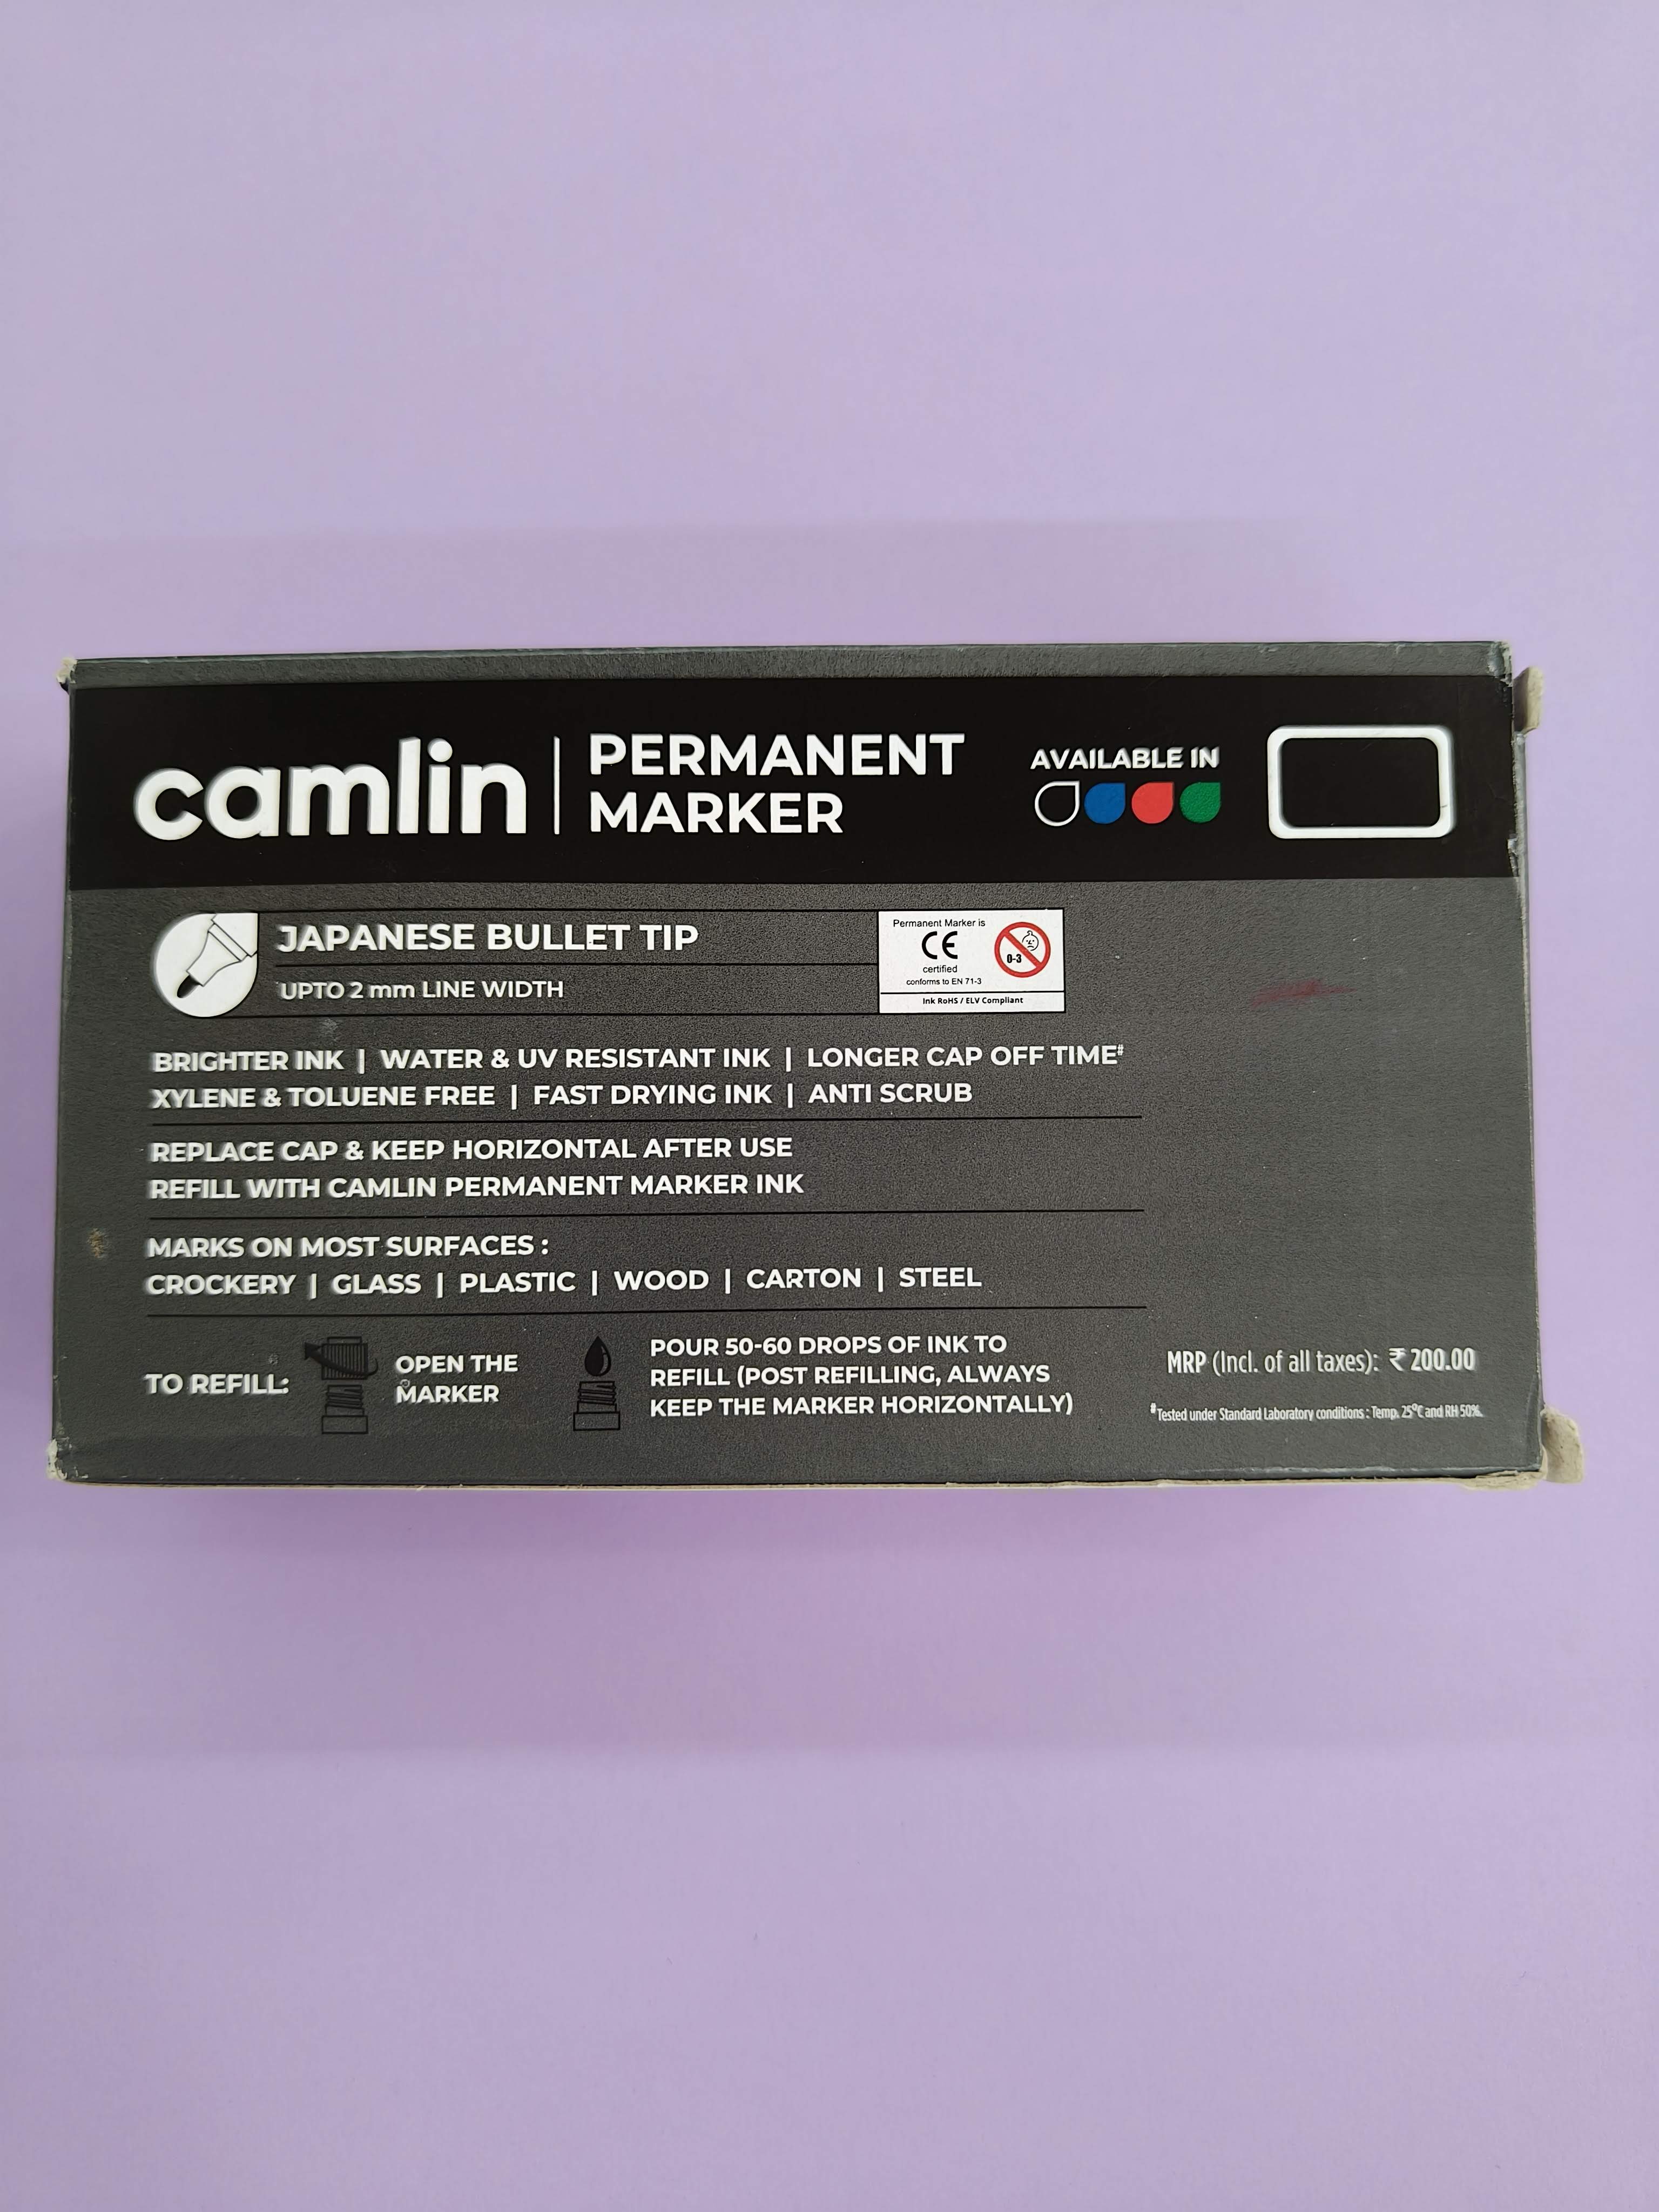 camlin
PERMANENT
MARKER
AVAILABLE IN
JAPANESE BULLET TIP
UPTO 2 mm LINE WIDTH
Permanent Marker is
CE
certified
conforms to EN 71-3
0-3
Ink RoHS / ELV Compliant
BRIGHTER INK | WATER & UV RESISTANT INK | LONGER CAP OFF TIME#
XYLENE & TOLUENE FREE | FAST DRYING INK | ANTI SCRUB
REPLACE CAP & KEEP HORIZONTAL AFTER USE
REFILL WITH CAMLIN PERMANENT MARKER INK
MARKS ON MOST SURFACES :
CROCKERY | GLASS | PLASTIC | WOOD | CARTON | STEEL
TO REFILL:
OPEN THE
MARKER
POUR 50-60 DROPS OF INK TO
REFILL (POST REFILLING, ALWAYS
KEEP THE MARKER HORIZONTALLY)
MRP (Incl. of all taxes): ₹ 200.00
#Tested under Standard Laboratory conditions : Temp. 25°C and RH 50%.